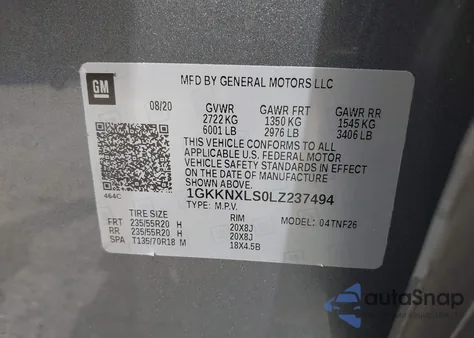 GM
MFD BY GENERAL MOTORS LLC
08/20 GVWR GAWR FRT GAWR RR
2722 KG 1350 KG 1545 KG
6001 LB 2976 LB 3406 LB
THIS VEHICLE CONFORMS TO ALL
APPLICABLE U.S. FEDERAL MOTOR
VEHICLE SAFETY STANDARDS IN EFFECT
ON THE DATE OF MANUFACTURE
SHOWN ABOVE.
464C 1GKKNXLS0LZ237494
TYPE: M.P.V. MODEL: 04TNF26
TIRE SIZE RIM
FRT 235/55R20 H 20X8J
RR 235/55R20 H 20X8J
SPA T135/70R18 M 18X4.5B
autoSnap
Powered by